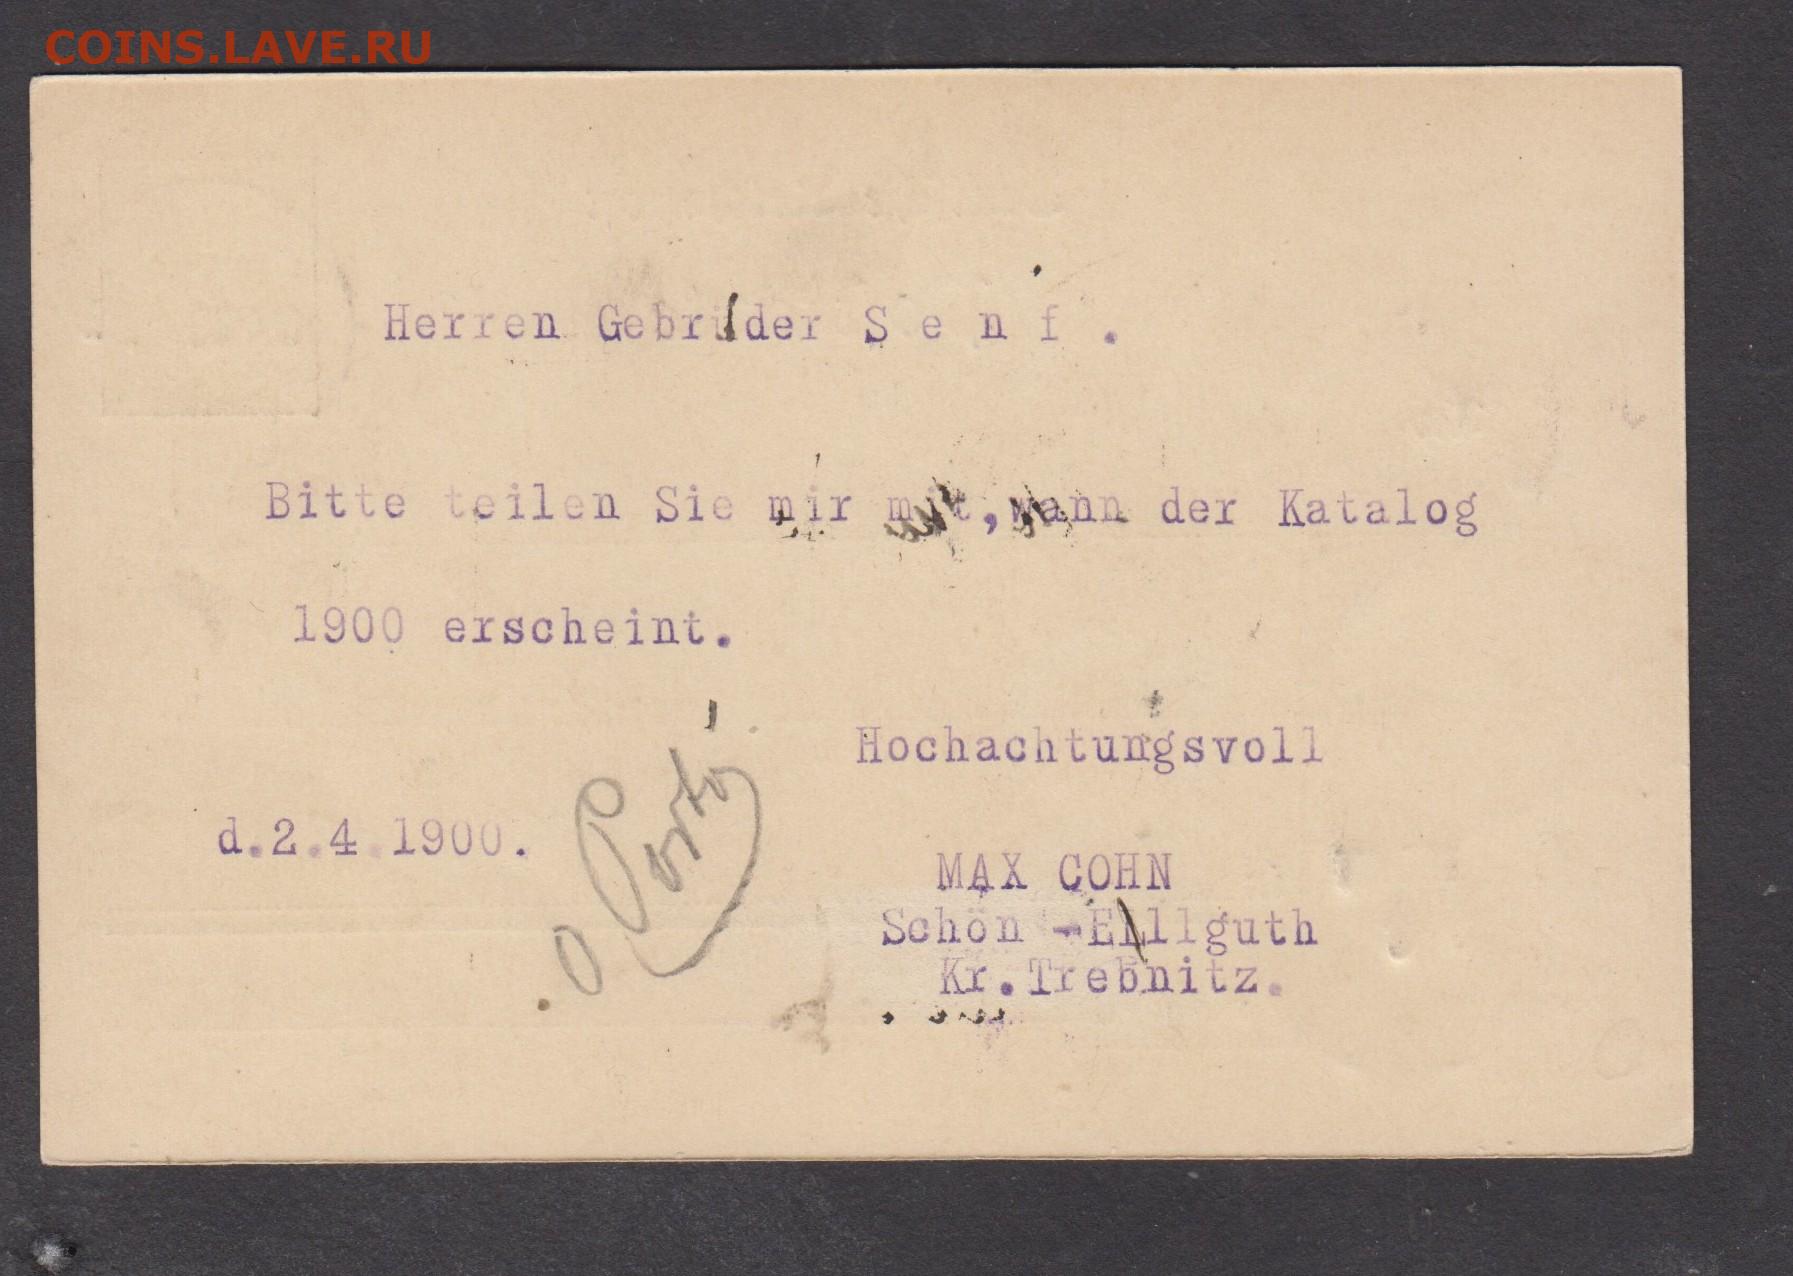 COINS.LAVE.RU
Herren Gebrüder S e n f .
Bitte teilen Sie mir mit, wann der Katalog
1900 erscheint.
Hochachtungsvoll
d.2.4.1900.
o Porto
MAX COHN
Schön -Ellguth
Kr.Trebnitz.